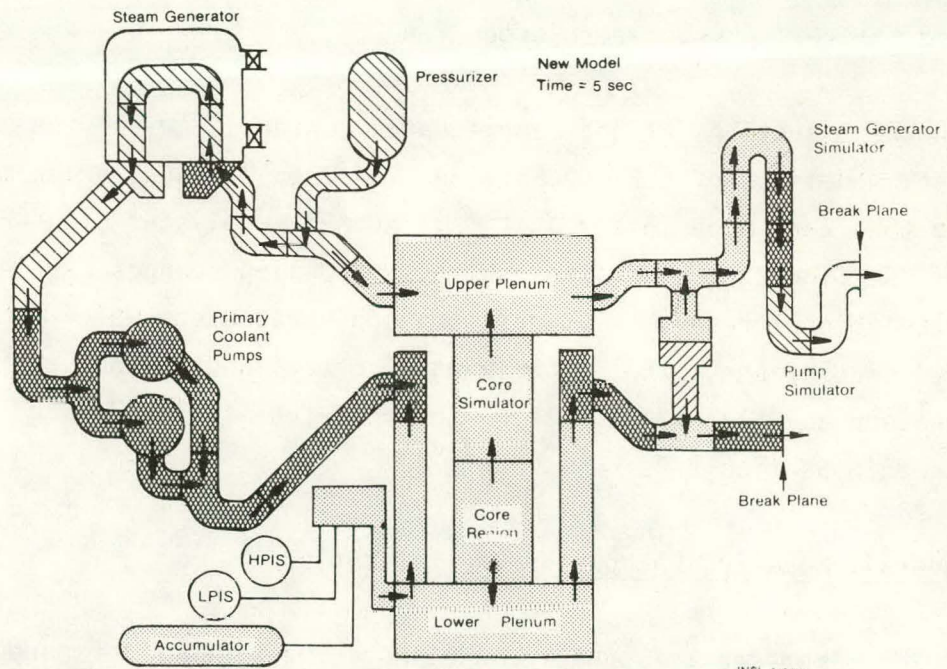 Steam Generator
Pressurizer
New Model
Time = 5 sec
Steam Generator
Simulator
Break Plane
Upper Plenum
Primary
Coolant
Pumps
Core
Simulator
Pump
Simulator
Break Plane
Core
Region
HPIS
LPIS
Accumulator
Lower Plenum